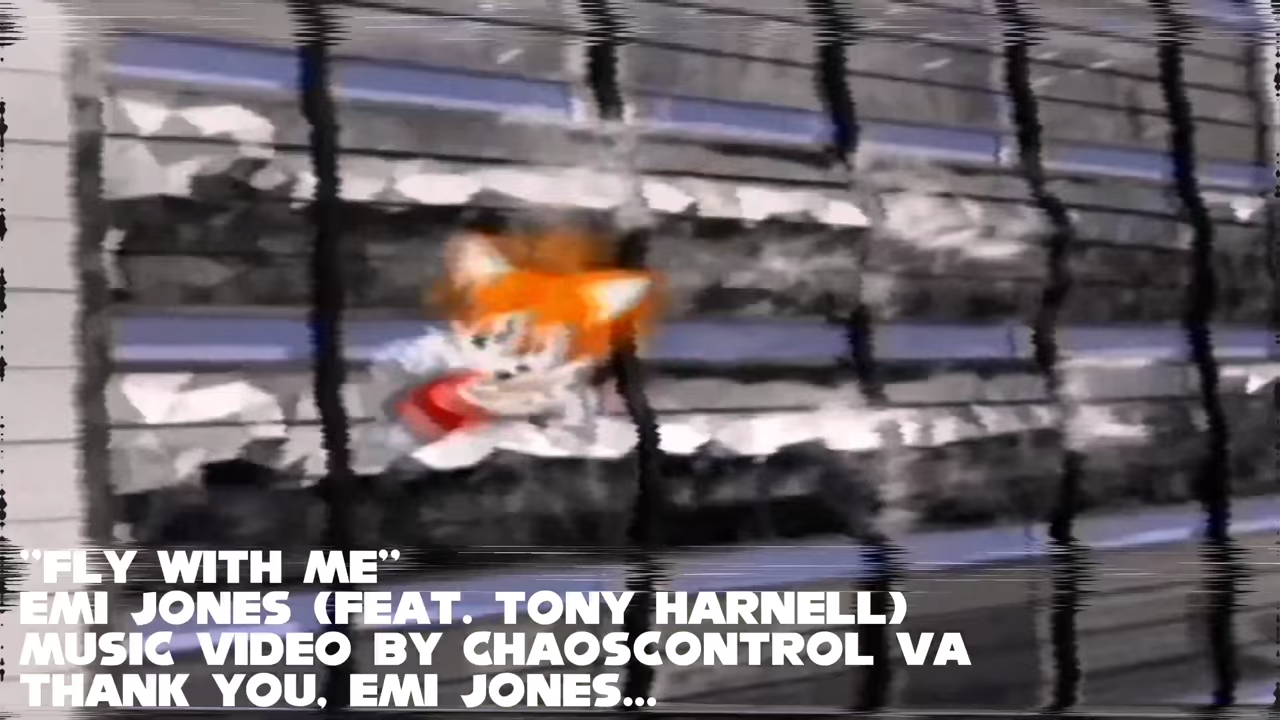 "FLY WITH ME"
EMI JONES (FEAT. TONY HARNELL)
MUSIC VIDEO BY CHAOSCONTROL VA
THANK YOU, EMI JONES...